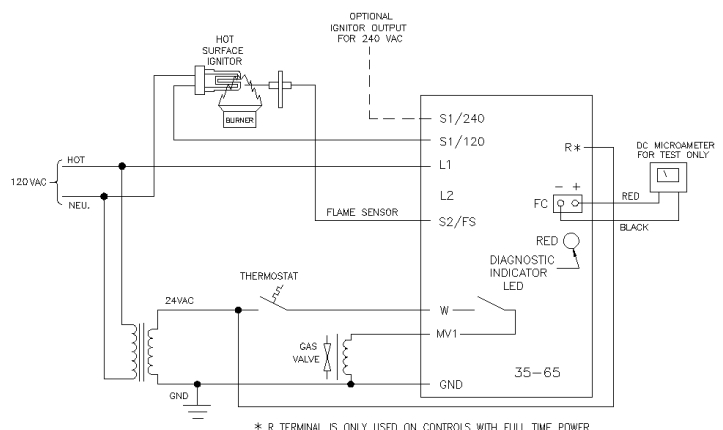 OPTIONAL
IGNITOR OUTPUT
FOR 240 VAC
HOT
SURFACE
IGNITOR
BURNER
S1/240
S1/120
R*
DC MICROAMETER
FOR TEST ONLY
HOT
L1
120VAC
NEU.
L2
- +
FC
RED
FLAME SENSOR
S2/FS
BLACK
RED
DIAGNOSTIC
INDICATOR
LED
THERMOSTAT
24VAC
W
MV1
GAS
VALVE
35-65
GND
GND
* R TERMINAL IS ONLY USED ON CONTROLS WITH FULL TIME POWER